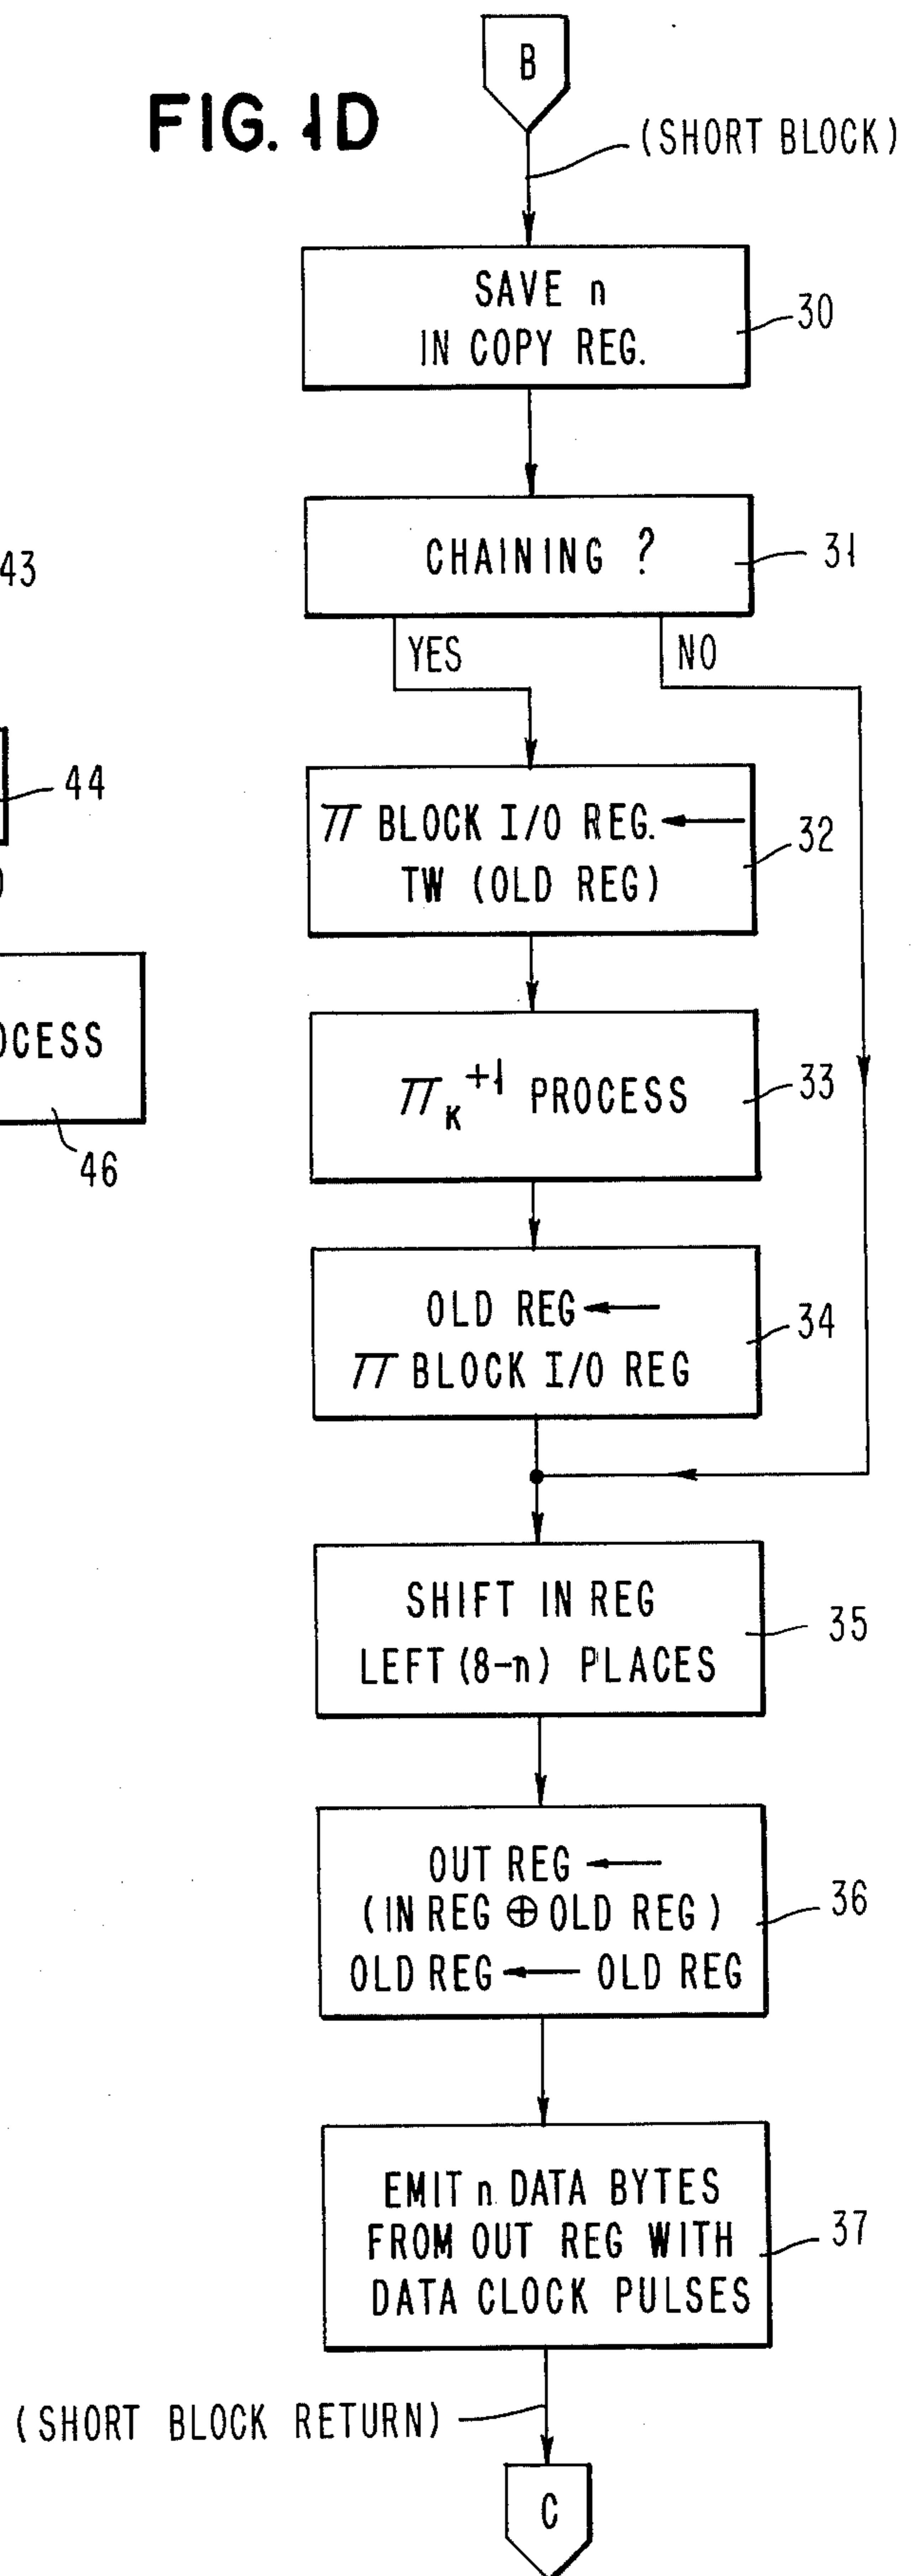 FIG. 1D
B
(SHORT BLOCK)
SAVE n
IN COPY REG.
30
CHAINING ?
31
43
YES
NO
44
π BLOCK I/O REG. ←
TW (OLD REG)
32
π K +1 PROCESS
33
46
OLD REG ←
π BLOCK I/O REG
34
SHIFT IN REG
LEFT (8-n) PLACES
35
OUT REG ←
(IN REG ⊕ OLD REG)
OLD REG ← OLD REG
36
EMIT n DATA BYTES
FROM OUT REG WITH
DATA CLOCK PULSES
37
(SHORT BLOCK RETURN)
C